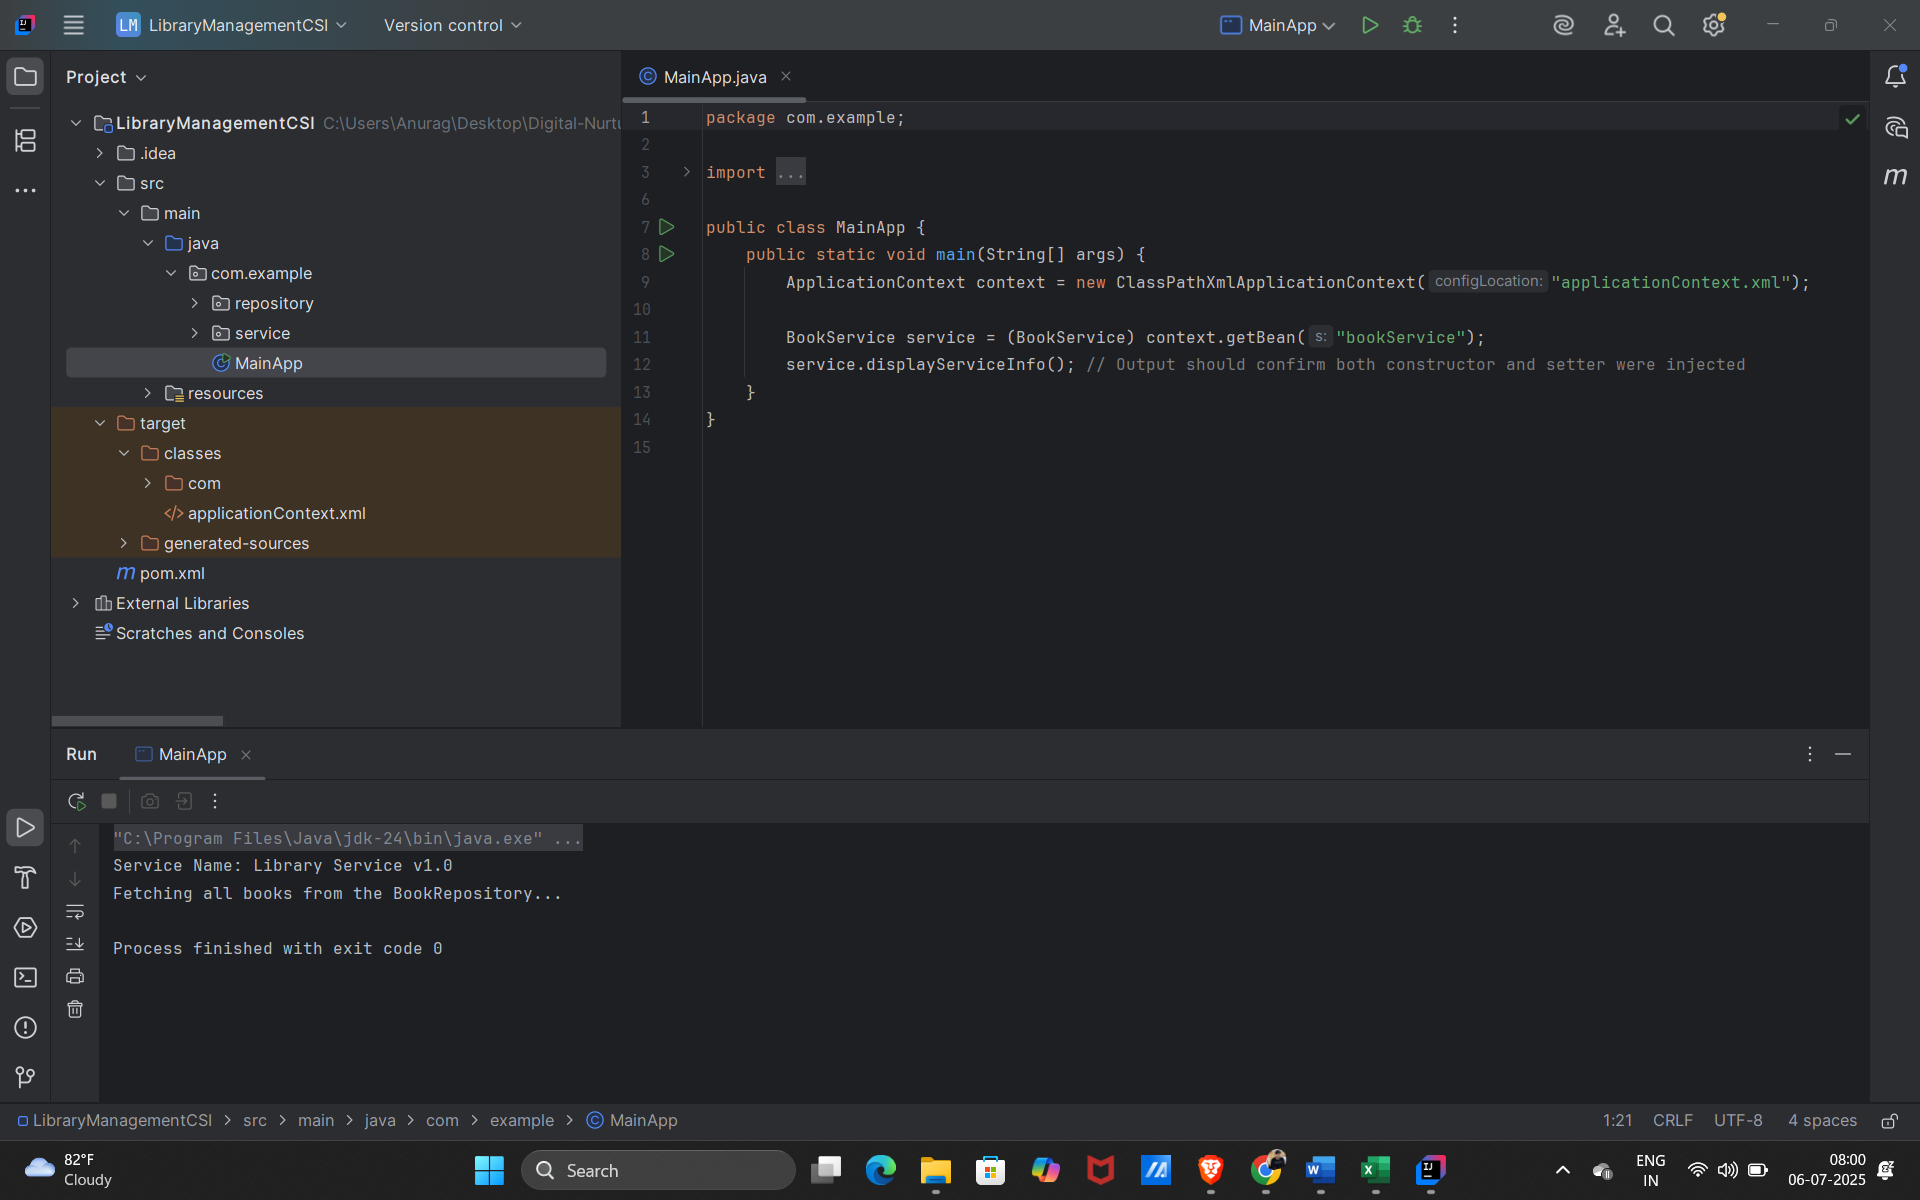 LM LibraryManagementCSI Version control MainApp
Project
LibraryManagementCSI C:\Users\Anurag\Desktop\Digital-Nurtu
.idea
src
main
java
com.example
repository
service
MainApp
resources
target
classes
com
applicationContext.xml
generated-sources
m pom.xml
External Libraries
Scratches and Consoles
MainApp.java
1 package com.example;
2
3 import ...
6
7 public class MainApp {
8 public static void main(String[] args) {
9 ApplicationContext context = new ClassPathXmlApplicationContext( configLocation: "applicationContext.xml");
10
11 BookService service = (BookService) context.getBean( s: "bookService");
12 service.displayServiceInfo(); // Output should confirm both constructor and setter were injected
13 }
14 }
15
m
Run MainApp
"C:\Program Files\Java\jdk-24\bin\java.exe" ...
Service Name: Library Service v1.0
Fetching all books from the BookRepository...
Process finished with exit code 0
LibraryManagementCSI > src > main > java > com > example > MainApp 1:21 CRLF UTF-8 4 spaces
82°F
Cloudy
Search
ENG
IN
08:00
06-07-2025